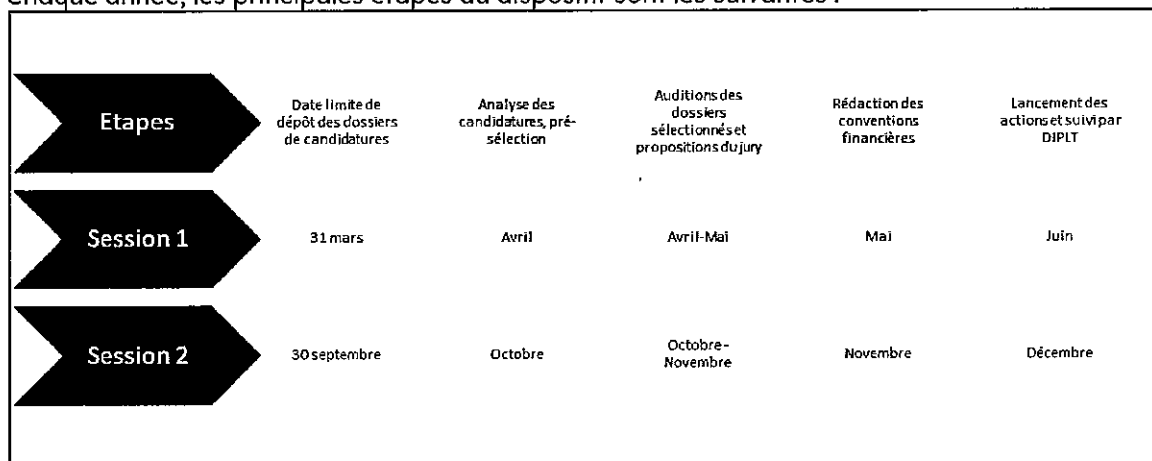 chaque année, les principales étapes du dispositif sont les suivantes :
Etapes
Date limite de
dépôt des dossiers
de candidatures
Analyse des
candidatures, pré-
sélection
Auditions des
dossiers
sélectionnés et
propositions du jury
Rédaction des
conventions
financières
Lancement des
actions et suivi par
DJPLT
Session 1
31 mars
Avril
Avril-Mai
Mai
Juin
Session 2
30 septembre
Octobre
Octobre-
Novembre
Novembre
Décembre